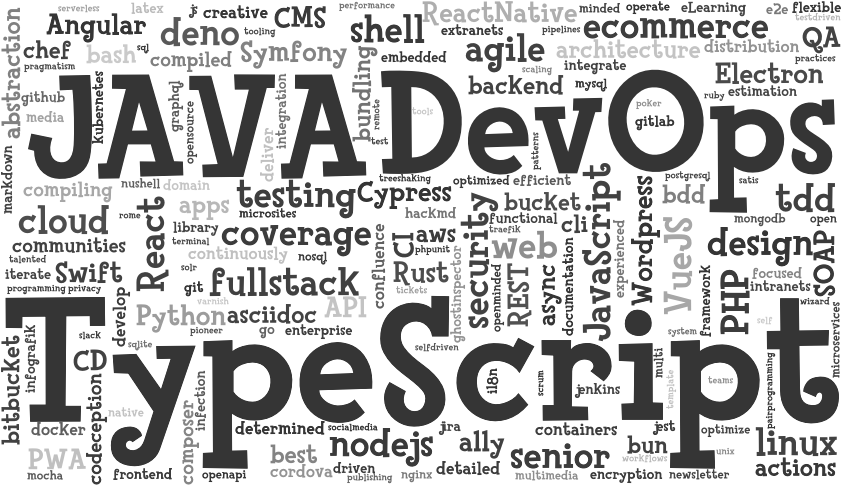 serverless
latex
js
creative
CMS
performance
ReactNative
minded
operate
eLearning
e2e
flexible
Angular
deno
tooling
shell
extranets
pipelines
ecommerce
testdriven
QA
chef
bash
sql
Symfony
agile
architecture
distribution
practices
pragmatism
compiled
embedded
scaling
integrate
Electron
abstraction
github
kubernetes
graphql
opensource
integration
bundling
remote
backend
mysql
ruby
estimation
media
JAVA
DevOps
deliver
test
tools
patterns
poker
gitlab
markdown
treeshaking
compiling
nushell
domain
testing
Cypress
optimized
efficient
postgresql
satis
bdd
tdd
apps
microsites
hackmd
bucket
JavaScript
Wordpress
cloud
rome
React
library
coverage
CI
aws
traefik
functional
cli
mongodb
open
communities
terminal
continuously
nosql
confluence
phpunit
security
web
experienced
VueJS
design
SOAP
talented
iterate
Swift
solr
git
fullstack
Rust
ghostinspector
openminded
REST
async
documentation
framework
PHP
focused
intranets
programming
privacy
develop
varnish
API
tickets
wizard
microservices
TypeScript
Python
asciidoc
pioneer
go
enterprise
system
self
bitbucket
infografik
slack
sqlite
selfdriven
CD
i18n
scrum
jenkins
multi
template
teams
pairprogramming
codeception
native
composer
infection
docker
determined
socialmedia
jira
ally
containers
jest
optimize
linux
PWA
best
nodejs
senior
bun
unix
workflows
mocha
frontend
openapi
cordova
driven
publishing
nginx
detailed
multimedia
encryption
newsletter
actions